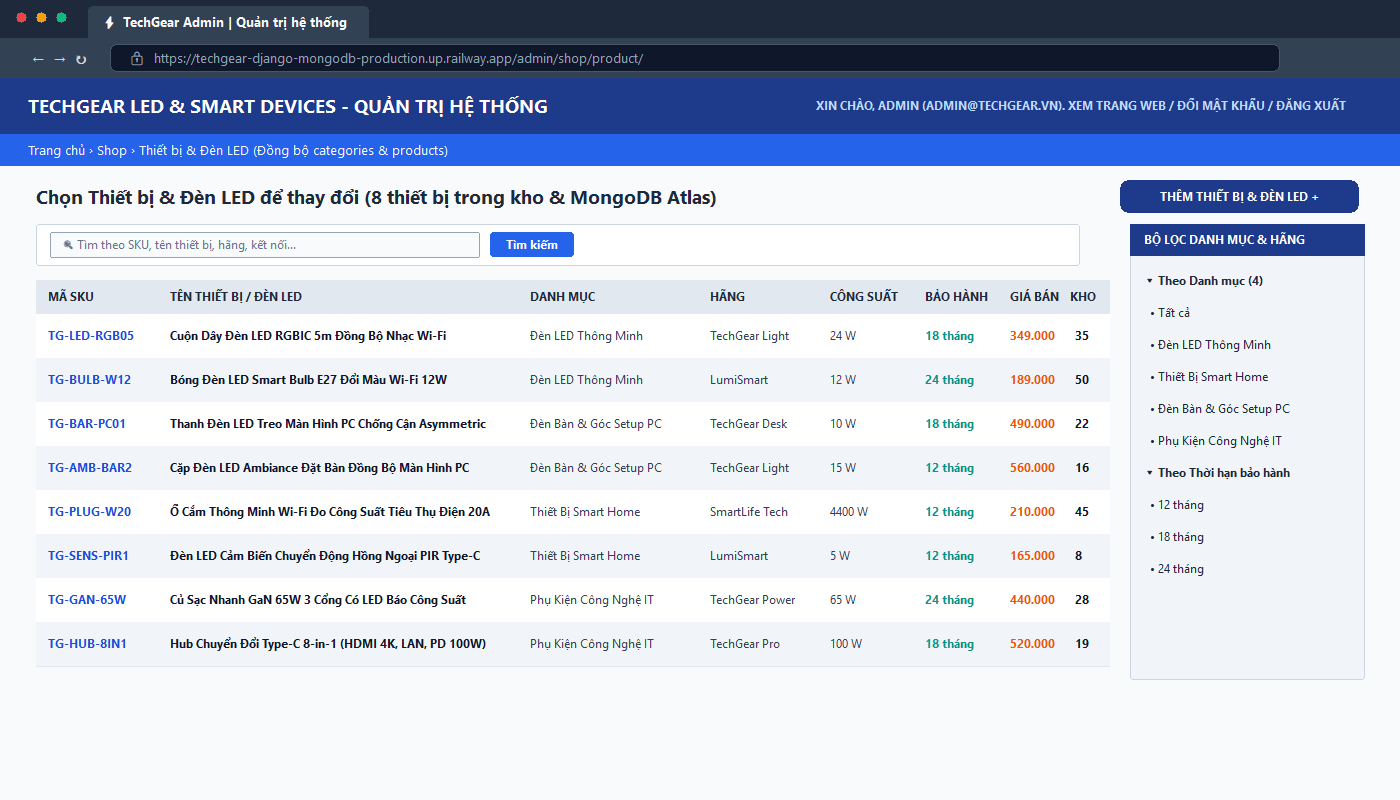 TechGear Admin | Quản trị hệ thống
https://techgear-django-mongodb-production.up.railway.app/admin/shop/product/
TECHGEAR LED & SMART DEVICES - QUẢN TRỊ HỆ THỐNG
XIN CHÀO, ADMIN (ADMIN@TECHGEAR.VN). XEM TRANG WEB / ĐỔI MẬT KHẨU / ĐĂNG XUẤT
Trang chủ › Shop › Thiết bị & Đèn LED (Đồng bộ categories & products)
Chọn Thiết bị & Đèn LED để thay đổi (8 thiết bị trong kho & MongoDB Atlas)
THÊM THIẾT BỊ & ĐÈN LED +
Tìm theo SKU, tên thiết bị, hãng, kết nối...
Tìm kiếm
MÃ SKU TÊN THIẾT BỊ / ĐÈN LED DANH MỤC HÃNG CÔNG SUẤT BẢO HÀNH GIÁ BÁN KHO
TG-LED-RGB05 Cuộn Dây Đèn LED RGBIC 5m Đồng Bộ Nhạc Wi-Fi Đèn LED Thông Minh TechGear Light 24 W 18 tháng 349.000 35
TG-BULB-W12 Bóng Đèn LED Smart Bulb E27 Đổi Màu Wi-Fi 12W Đèn LED Thông Minh LumiSmart 12 W 24 tháng 189.000 50
TG-BAR-PC01 Thanh Đèn LED Treo Màn Hình PC Chống Cận Asymmetric Đèn Bàn & Góc Setup PC TechGear Desk 10 W 18 tháng 490.000 22
TG-AMB-BAR2 Cặp Đèn LED Ambiance Đặt Bàn Đồng Bộ Màn Hình PC Đèn Bàn & Góc Setup PC TechGear Light 15 W 12 tháng 560.000 16
TG-PLUG-W20 Ổ Cắm Thông Minh Wi-Fi Đo Công Suất Tiêu Thụ Điện 20A Thiết Bị Smart Home SmartLife Tech 4400 W 12 tháng 210.000 45
TG-SENS-PIR1 Đèn LED Cảm Biến Chuyển Động Hồng Ngoại PIR Type-C Thiết Bị Smart Home LumiSmart 5 W 12 tháng 165.000 8
TG-GAN-65W Củ Sạc Nhanh GaN 65W 3 Cổng Có LED Báo Công Suất Phụ Kiện Công Nghệ IT TechGear Power 65 W 24 tháng 440.000 28
TG-HUB-8IN1 Hub Chuyển Đổi Type-C 8-in-1 (HDMI 4K, LAN, PD 100W) Phụ Kiện Công Nghệ IT TechGear Pro 100 W 18 tháng 520.000 19
BỘ LỌC DANH MỤC & HÃNG
▾ Theo Danh mục (4)
• Tất cả
• Đèn LED Thông Minh
• Thiết Bị Smart Home
• Đèn Bàn & Góc Setup PC
• Phụ Kiện Công Nghệ IT
▾ Theo Thời hạn bảo hành
• 12 tháng
• 18 tháng
• 24 tháng